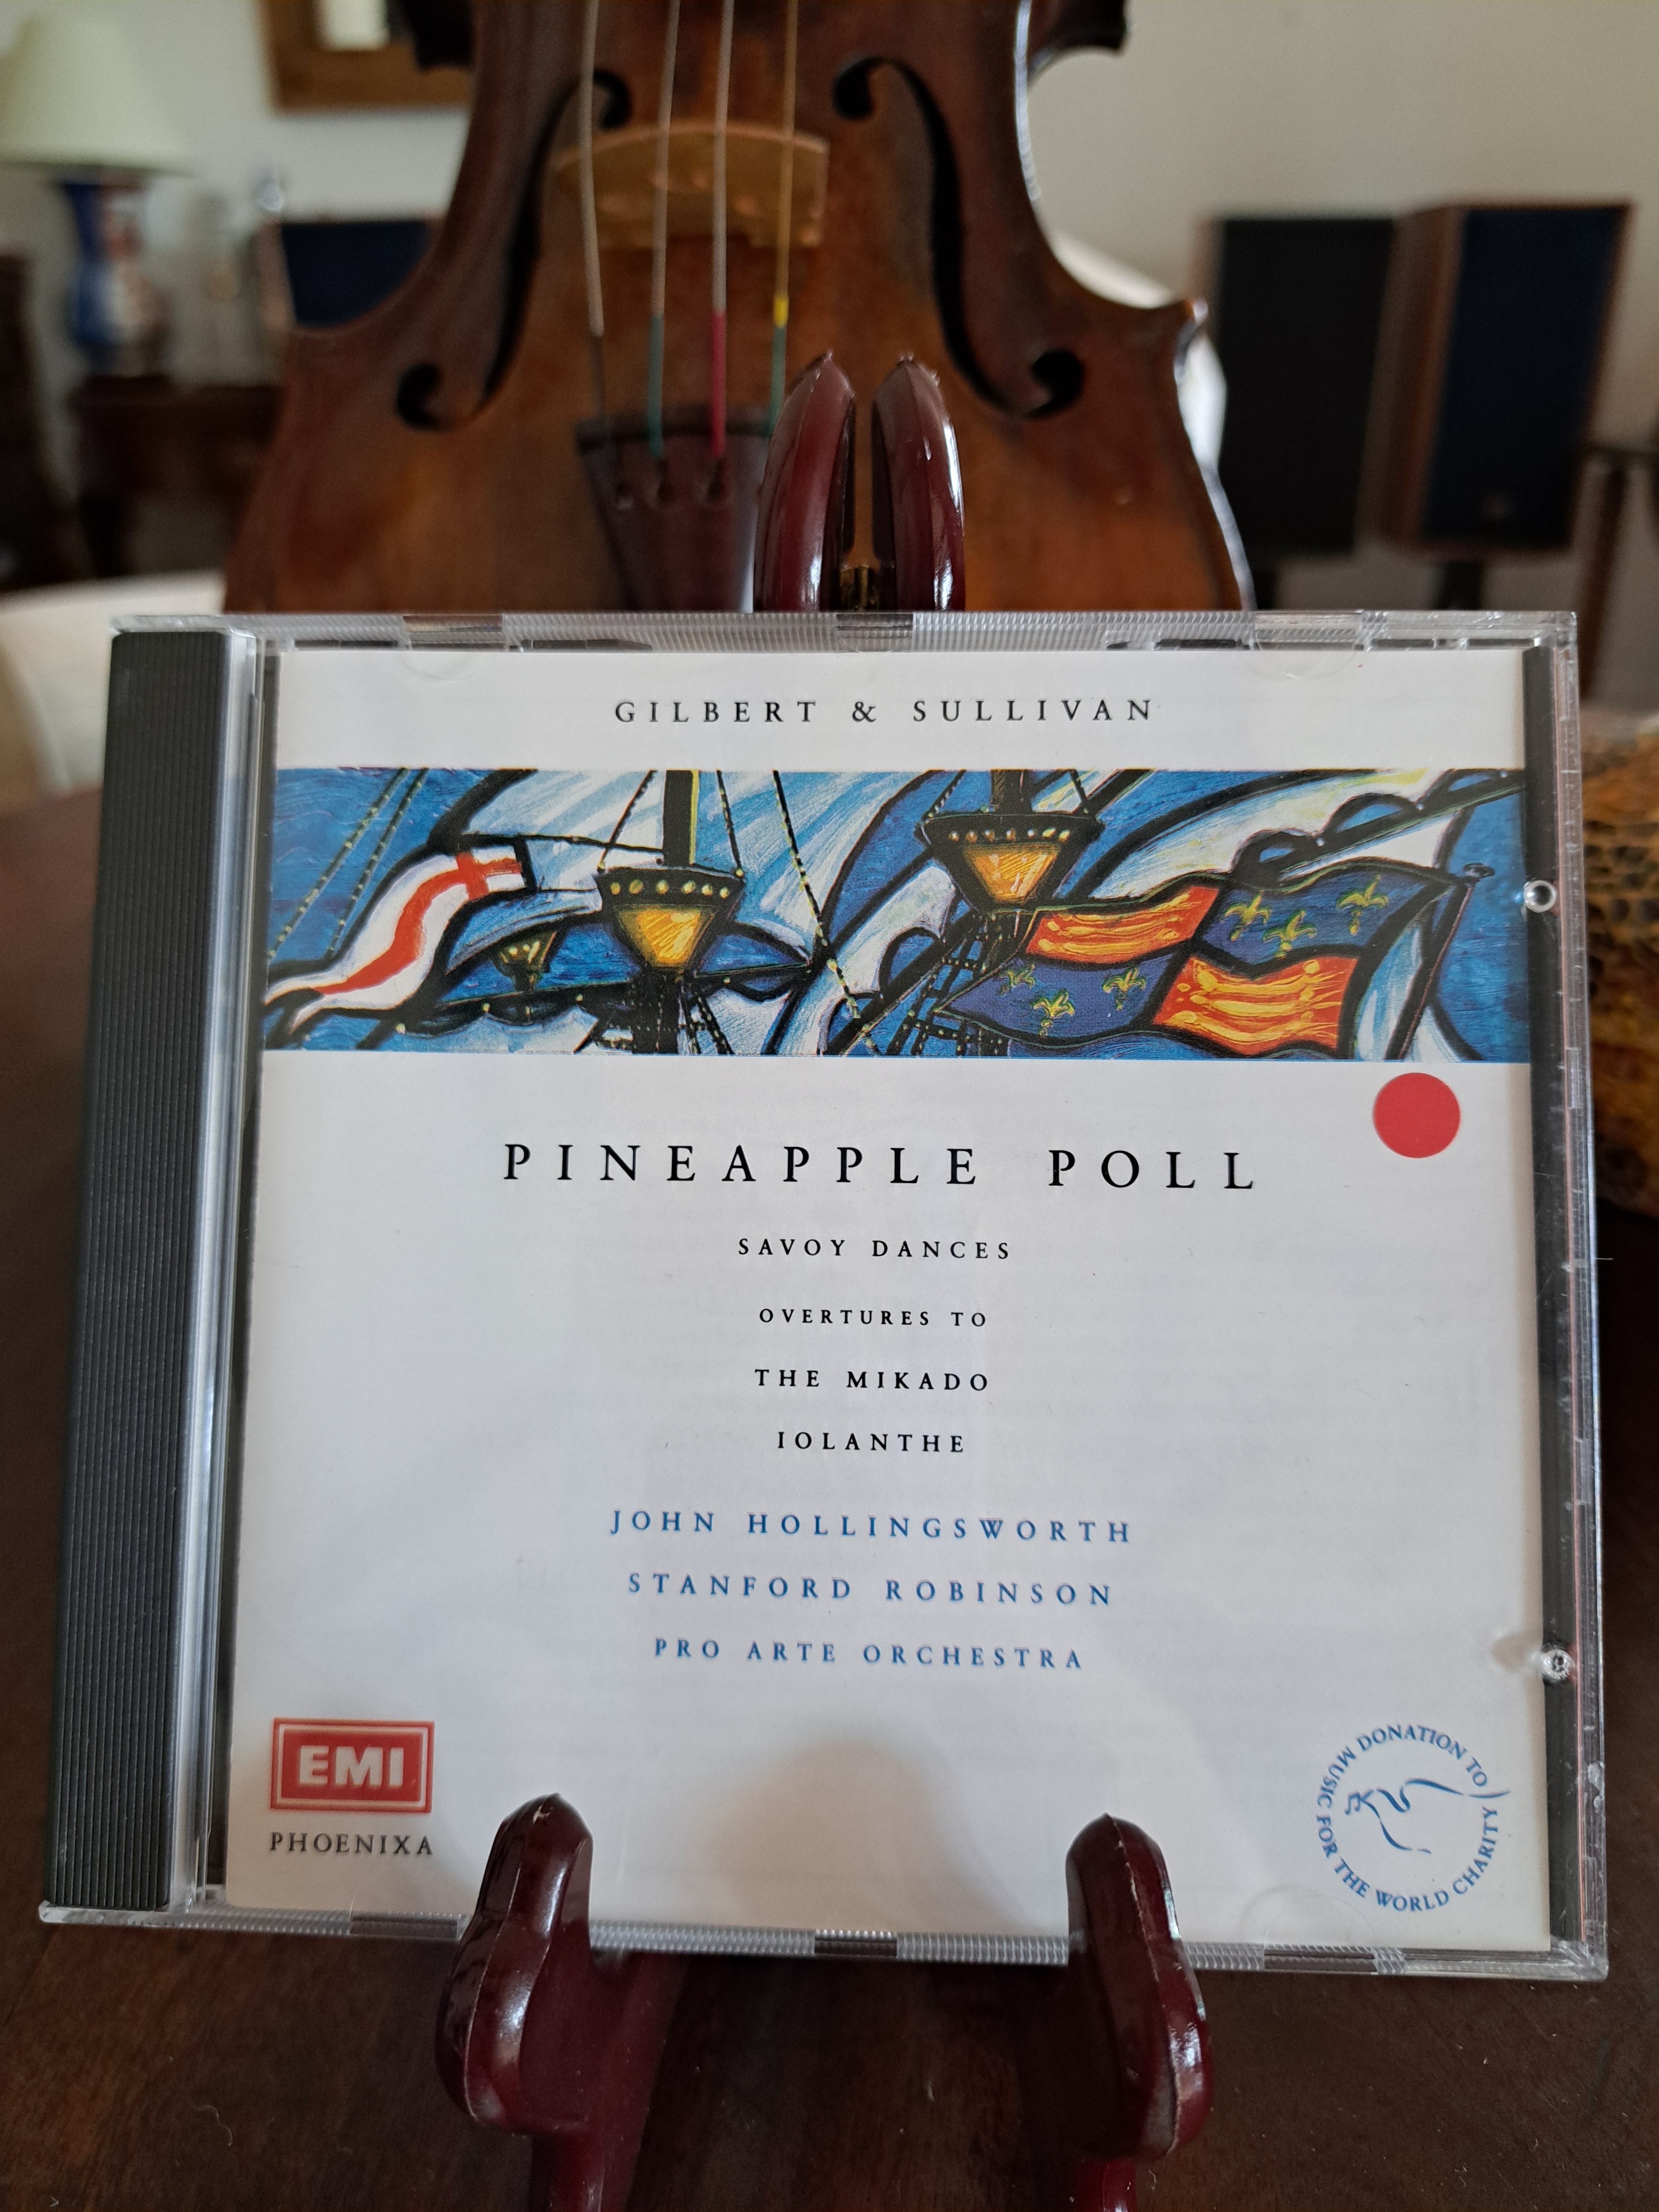 GILBERT & SULLIVAN
PINEAPPLE POLL
SAVOY DANCES
OVERTURES TO
THE MIKADO
IOLANTHE
JOHN HOLLINGSWORTH
STANFORD ROBINSON
PRO ARTE ORCHESTRA
EMI
PHOENIXA
DONATION TO MUSIC FOR THE WORLD CHARITY